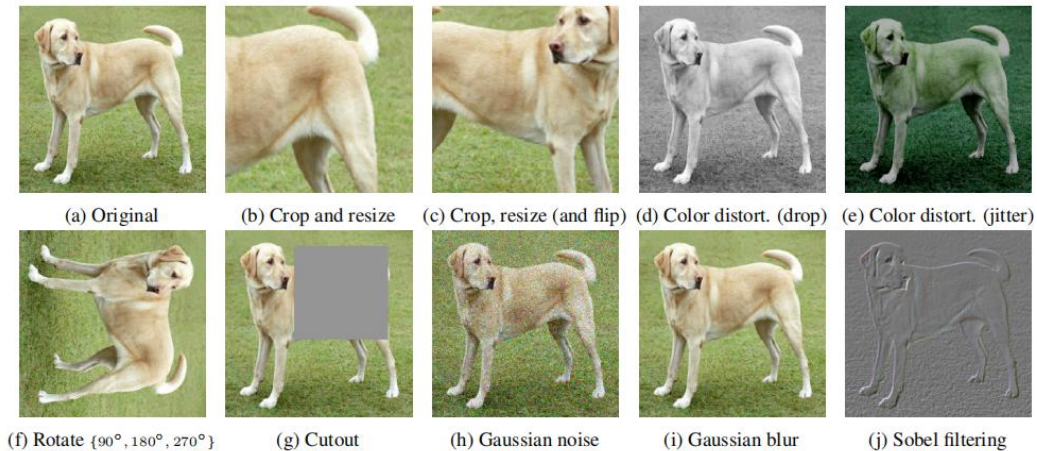 (a) Original
(b) Crop and resize
(c) Crop, resize (and flip)
(d) Color distort. (drop)
(e) Color distort. (jitter)
(f) Rotate {90°, 180°, 270°}
(g) Cutout
(h) Gaussian noise
(i) Gaussian blur
(j) Sobel filtering